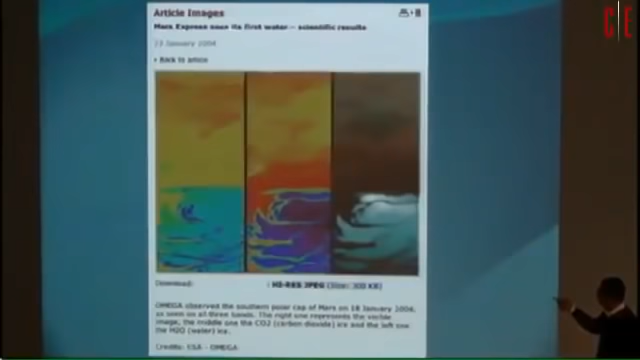 C|E
Article Images
Mars Express sees its first water – scientific results
23 January 2004
Back to article
Download:
HI-RES JPEG (Size: 300 KB)
OMEGA observed the southern polar cap of Mars on 18 January 2004,
as seen on all three bands. The right one represents the visible
image, the middle one the CO2 (carbon dioxide) ice and the left one
the H2O (water) ice.
Credits: ESA - OMEGA